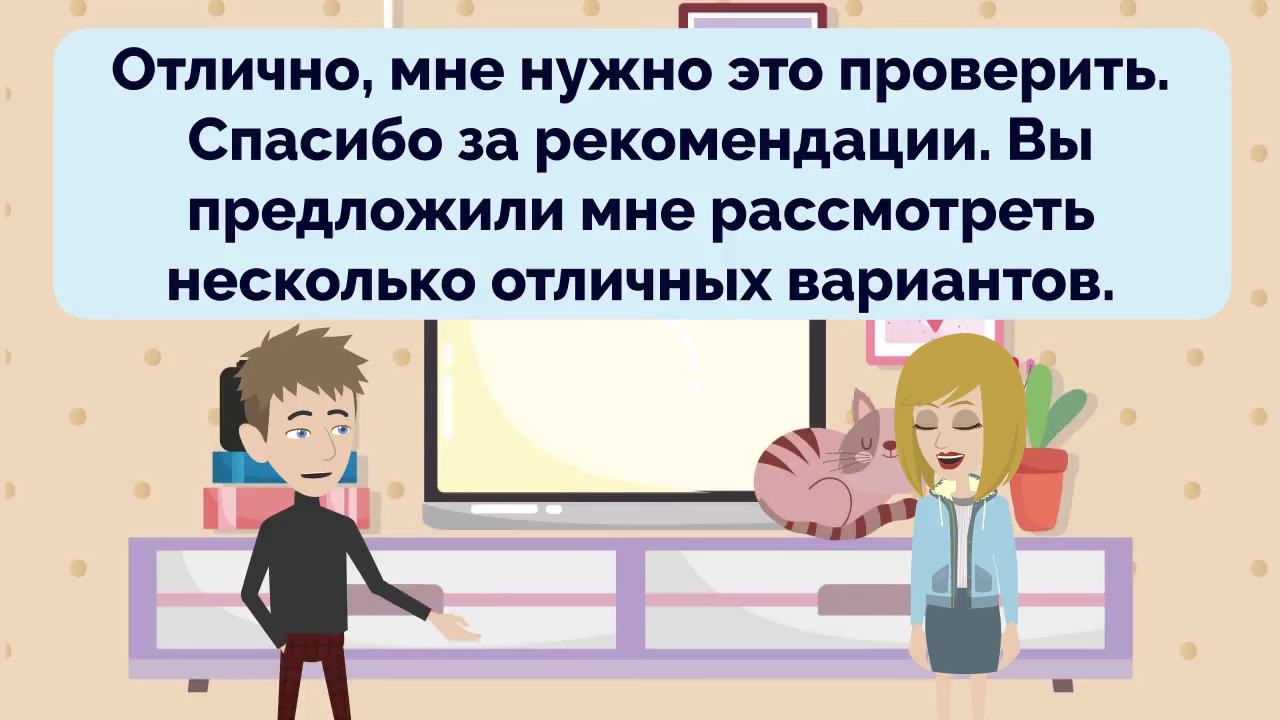 Отлично, мне нужно это проверить.
Спасибо за рекомендации. Вы
предложили мне рассмотреть
несколько отличных вариантов.